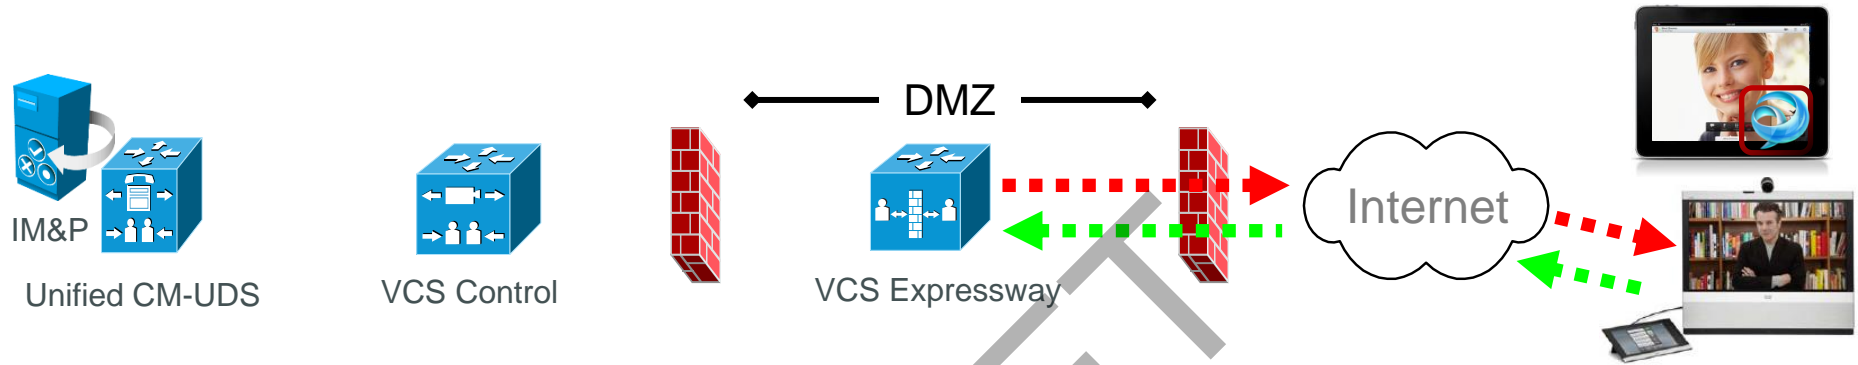 DMZ
IM&P
Unified CM-UDS
VCS Control
VCS Expressway
Internet